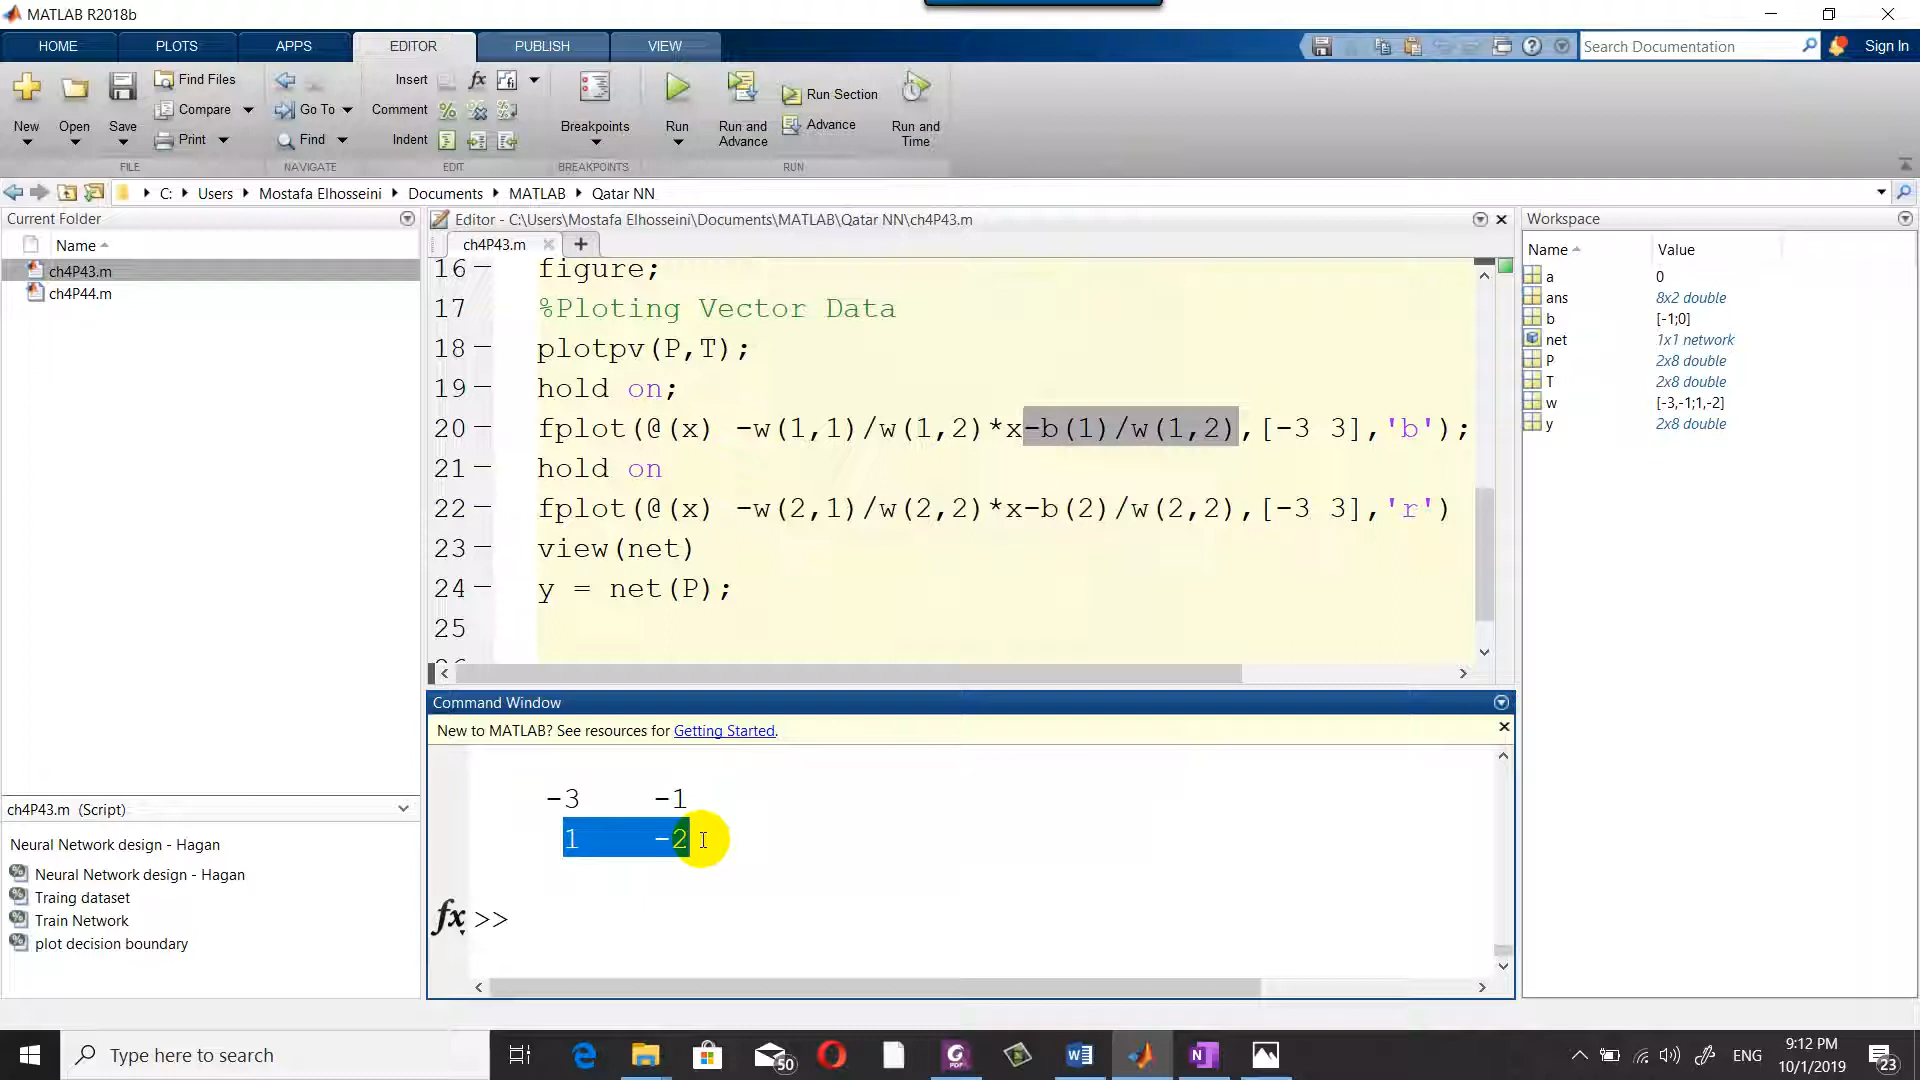 MATLAB R2018b
HOME PLOTS APPS EDITOR PUBLISH VIEW
Search Documentation
Sign In
New
Open
Save
Find Files
Compare
Print
FILE
Go To
Find
NAVIGATE
Insert fx
Comment
Indent
EDIT
Breakpoints
BREAKPOINTS
Run
Run and Advance
Run Section
Advance
Run and Time
RUN
C: Users Mostafa Elhosseini Documents MATLAB Qatar NN
Current Folder
Name
ch4P43.m
ch4P44.m
ch4P43.m (Script)
Neural Network design - Hagan
Neural Network design - Hagan
Traing dataset
Train Network
plot decision boundary
Editor - C:\Users\Mostafa Elhosseini\Documents\MATLAB\Qatar NN\ch4P43.m
ch4P43.m
16 figure;
17 %Ploting Vector Data
18 plotpv(P,T);
19 hold on;
20 fplot(@(x) -w(1,1)/w(1,2)*x-b(1)/w(1,2),[-3 3],'b');
21 hold on
22 fplot(@(x) -w(2,1)/w(2,2)*x-b(2)/w(2,2),[-3 3],'r')
23 view(net)
24 y = net(P);
25
Command Window
New to MATLAB? See resources for Getting Started.
-3 -1
1 -2
fx >>
Workspace
Name Value
a 0
ans 8x2 double
b [-1;0]
net 1x1 network
P 2x8 double
T 2x8 double
w [-3,-1;1,-2]
y 2x8 double
Type here to search
50
ENG
9:12 PM
10/1/2019
23